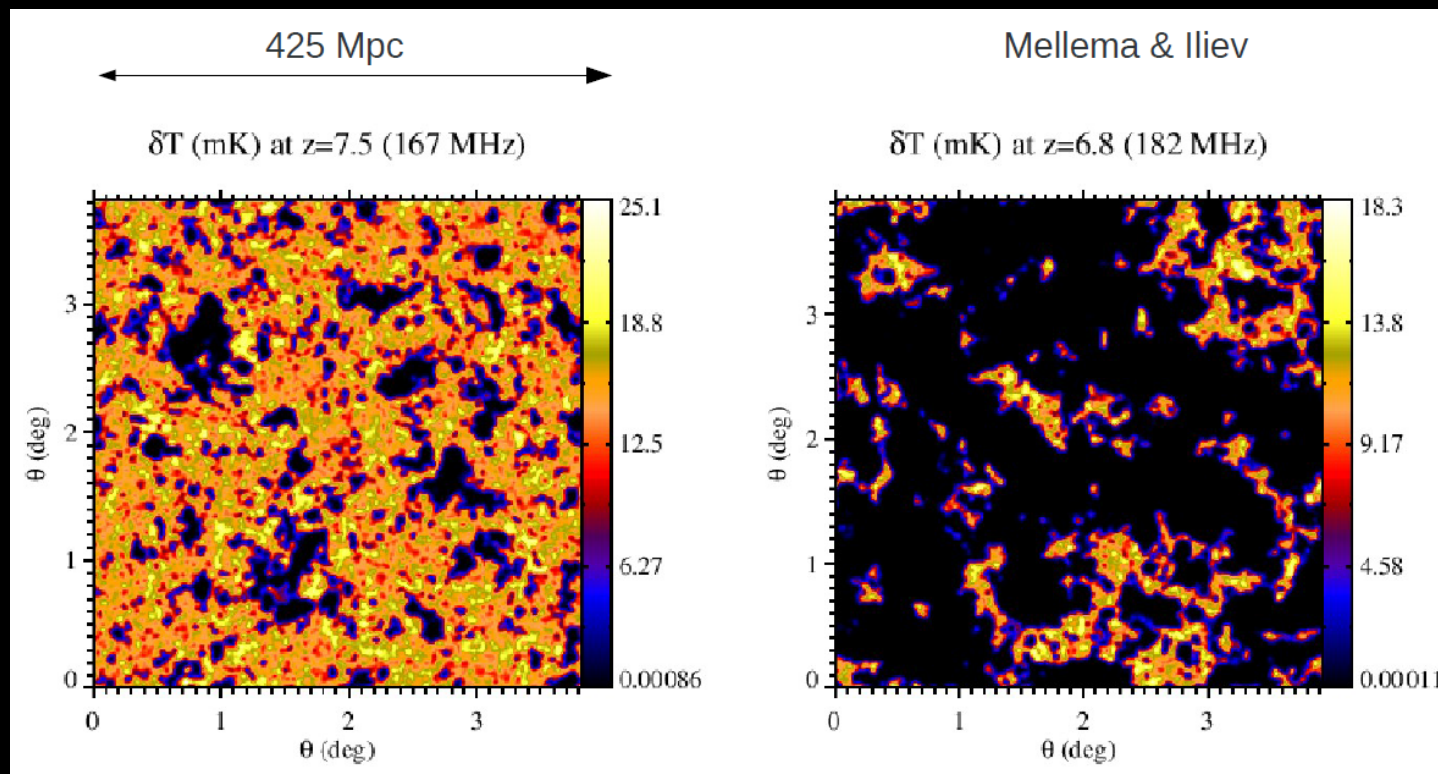 425 Mpc
Mellema & Iliev
δT (mK) at z=7.5 (167 MHz)
25.1
18.8
12.5
6.27
0.00086
3
2
1
0
θ (deg)
0 1 2 3
θ (deg)
δT (mK) at z=6.8 (182 MHz)
18.3
13.8
9.17
4.58
0.00011
3
2
1
0
θ (deg)
0 1 2 3
θ (deg)